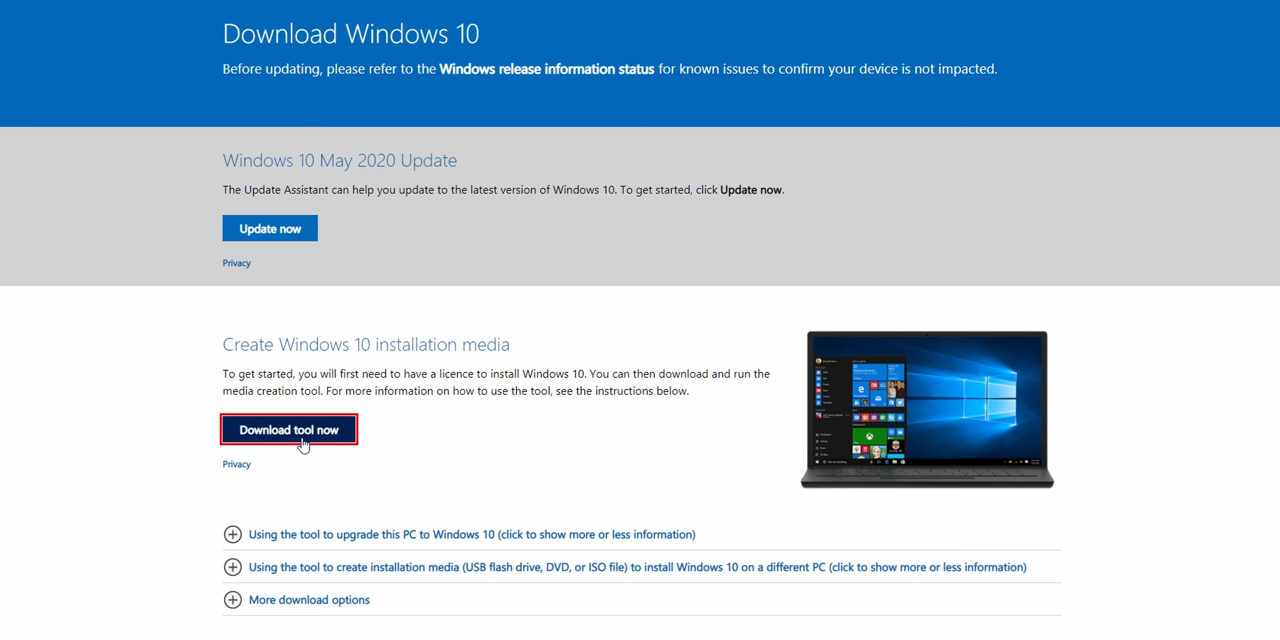 Download Windows 10
Before updating, please refer to the Windows release information status for known issues to confirm your device is not impacted.
Windows 10 May 2020 Update
The Update Assistant can help you update to the latest version of Windows 10. To get started, click Update now.
Update now
Privacy
Create Windows 10 installation media
To get started, you will first need to have a licence to install Windows 10. You can then download and run the
media creation tool. For more information on how to use the tool, see the instructions below.
Download tool now
Privacy
Using the tool to upgrade this PC to Windows 10 (click to show more or less information)
Using the tool to create installation media (USB flash drive, DVD, or ISO file) to install Windows 10 on a different PC (click to show more or less information)
More download options